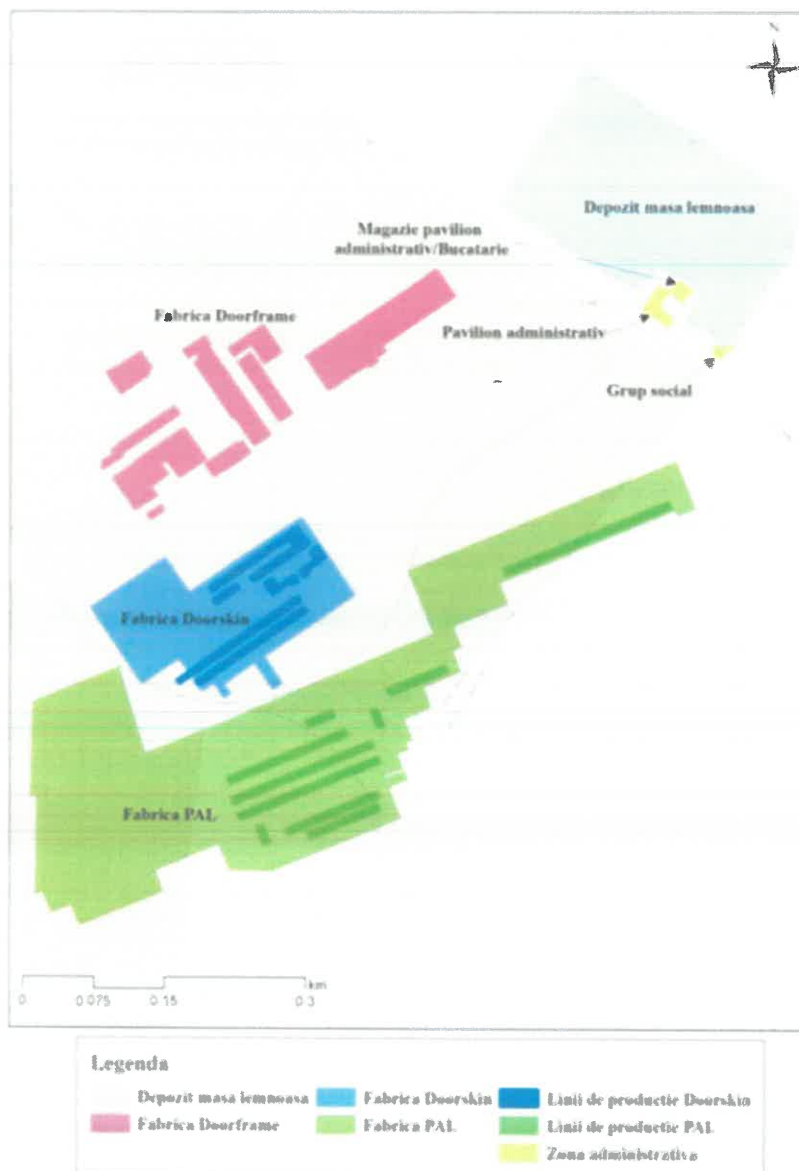 N
Depozit masa lemnoasa
Magazie pavilion
administrativ/Bucatarie
Fabrica Doorframe
Pavilion administrativ
Grup social
Fabrica Doorskin
Fabrica PAL
km
0 0.075 0.15 0.3
Legenda
Depozit masa lemnoasa
Fabrica Doorskin
Linii de productie Doorskin
Fabrica Doorframe
Fabrica PAL
Linii de productie PAL
Zona administrativa